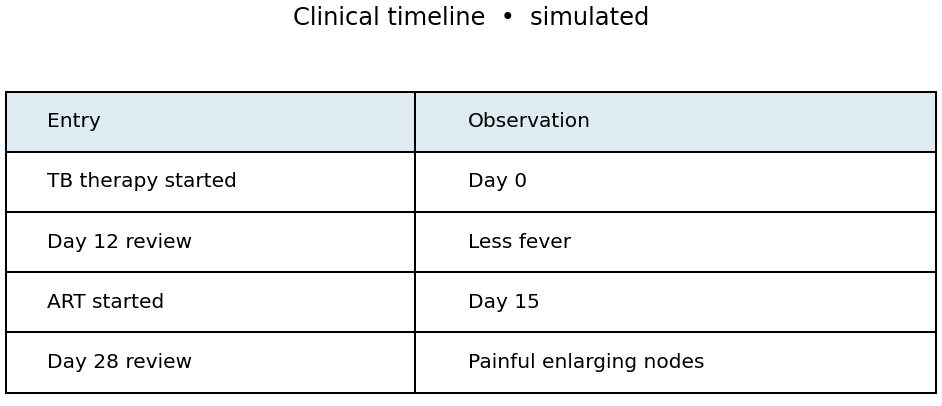 Clinical timeline • simulated
Entry Observation
TB therapy started Day 0
Day 12 review Less fever
ART started Day 15
Day 28 review Painful enlarging nodes